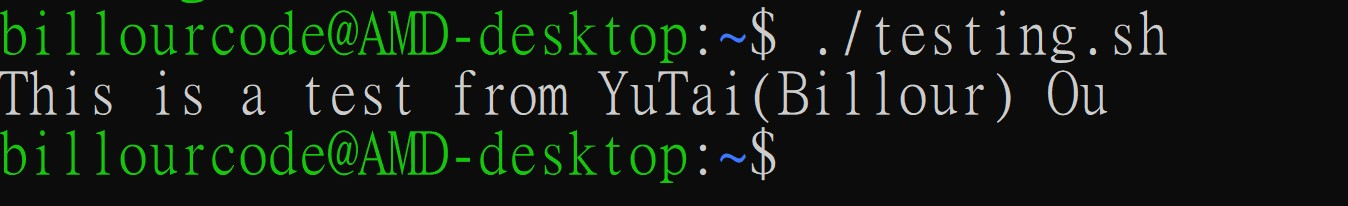 billourcode@AMD-desktop:~$ ./testing.sh
This is a test from YuTai(Billour) Ou
billourcode@AMD-desktop:~$